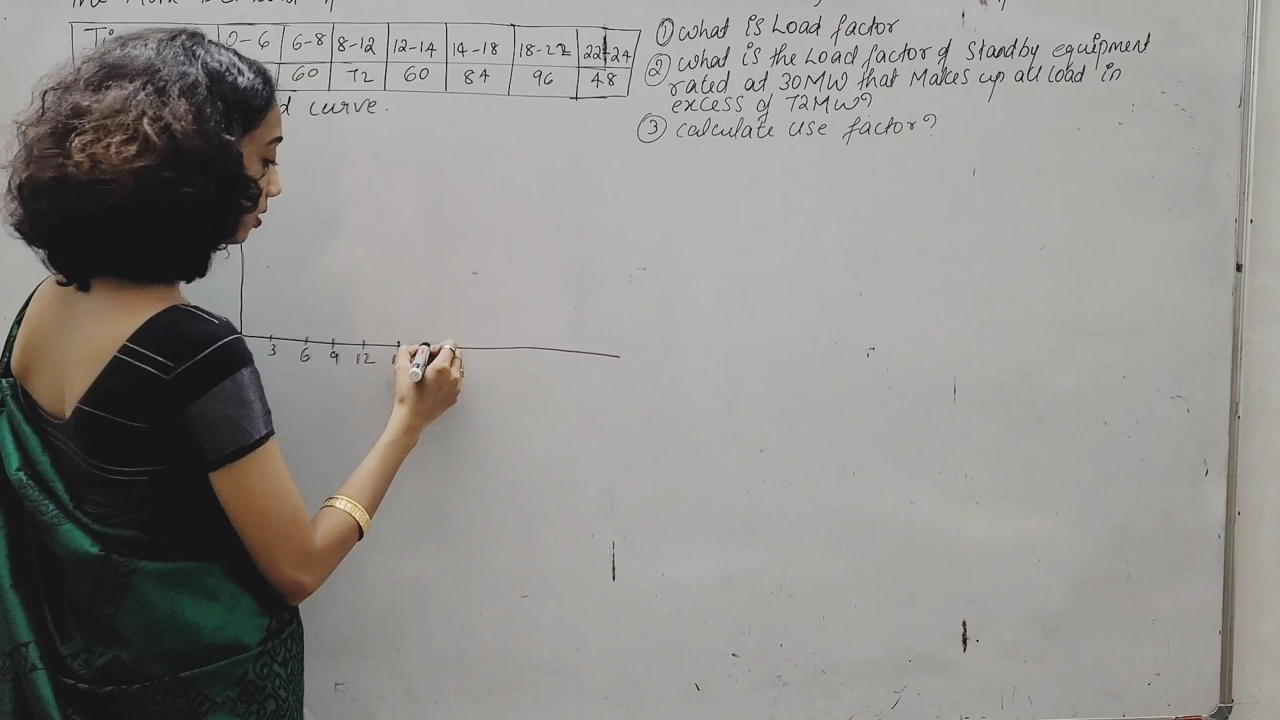 0-6 6-8 8-12 12-14 14-18 18-22 22-24
60 72 60 84 96 48
curve.
① what is Load factor
② what is the Load factor of standby equipment
rated at 30MW that Makes up all load in
excess of 72MW?
③ calculate use factor?
3 6 9 12